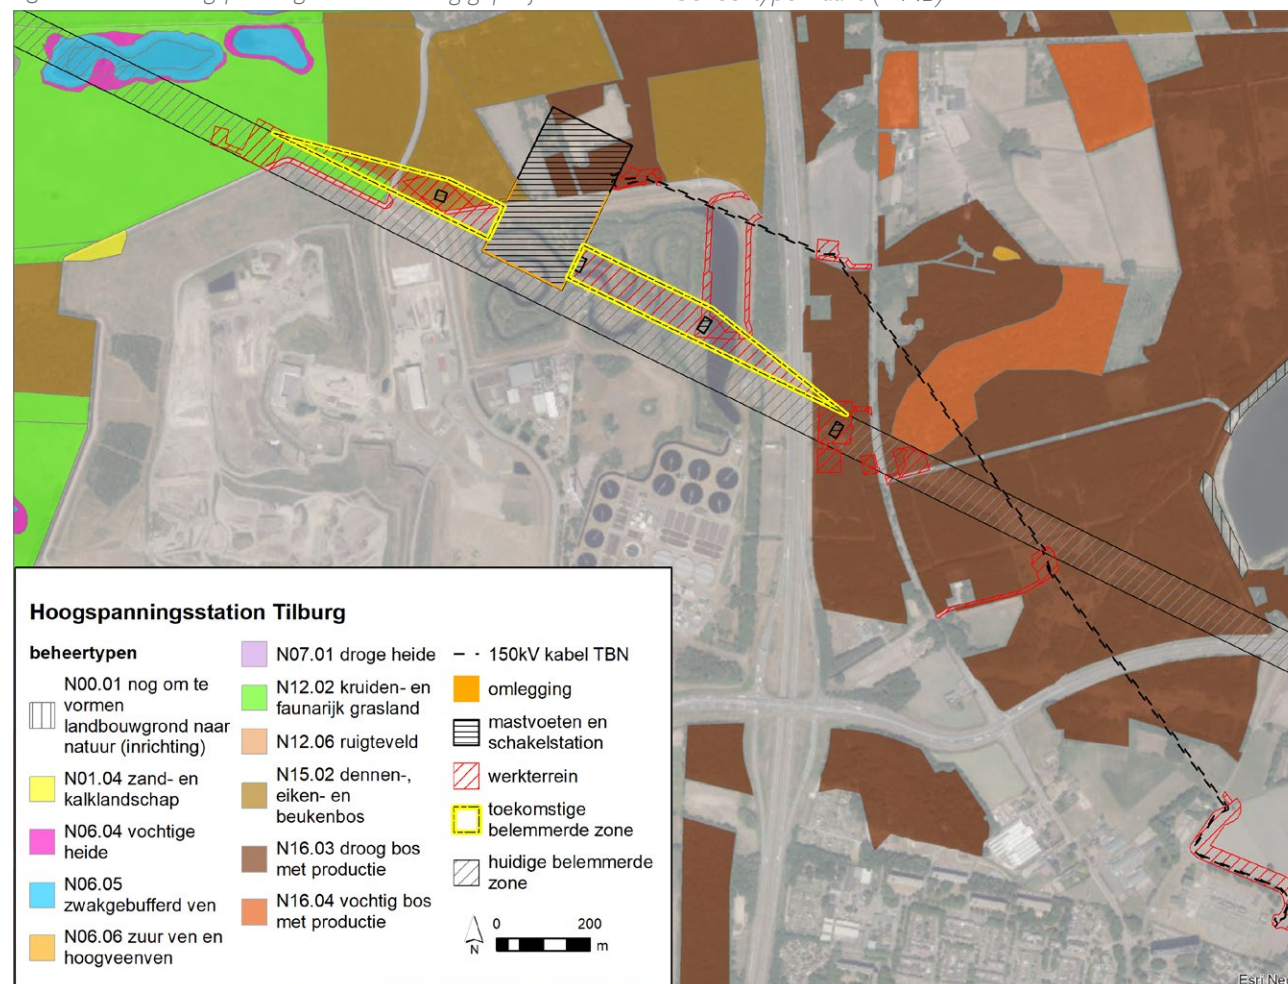 Hoogspanningsstation Tilburg
beheertypen
N00.01 nog om te
vormen
landbouwgrond naar
natuur (inrichting)
N01.04 zand- en
kalklandschap
N06.04 vochtige
heide
N06.05
zwakgebufferd ven
N06.06 zuur ven en
hoogveenven
N07.01 droge heide
N12.02 kruiden- en
faunarijk grasland
N12.06 ruigteveld
N15.02 dennen-,
eiken- en
beukenbos
N16.03 droog bos
met productie
N16.04 vochtig bos
met productie
150kV kabel TBN
omlegging
mastvoeten en
schakelstation
werkterrein
toekomstige
belemmerde zone
huidige belemmerde
zone
N
0 200
m
Esri Ne